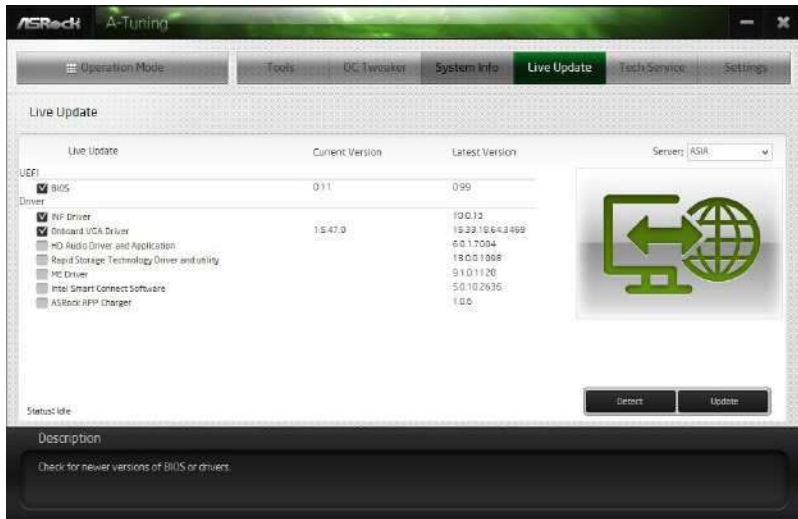 ASRock A-Tuning
Operation Mode Tools OC Tweaker System Info Live Update Tech Service Settings
Live Update
Live Update Current Version Latest Version Server: ASIA
UEFI
BIOS 0.11 0.99
Driver
INF Driver 10.0.13
Onboard VGA Driver 1.5.47.0 15.33.18.64.3469
HD Audio Driver and Application 6.0.1.7004
Rapid Storage Technology Driver and utility 13.0.0.1098
ME Driver 9.1.0.1120
Intel Smart Connect Software 5.0.10.2636
ASRock APP Charger 1.0.6
Detect Update
Status: Idle
Description
Check for newer versions of BIOS or drivers.